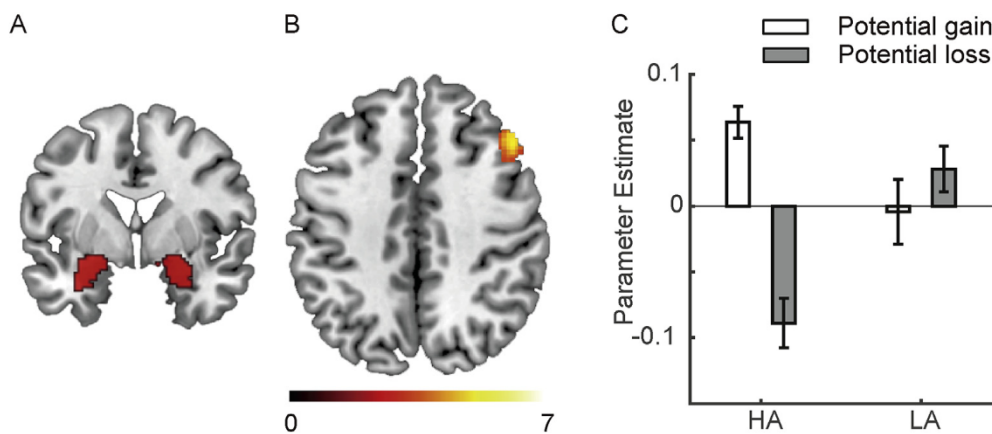 A
B
C
Potential gain
Potential loss
0.1
0
-0.1
Parameter Estimate
HA
LA
0
7